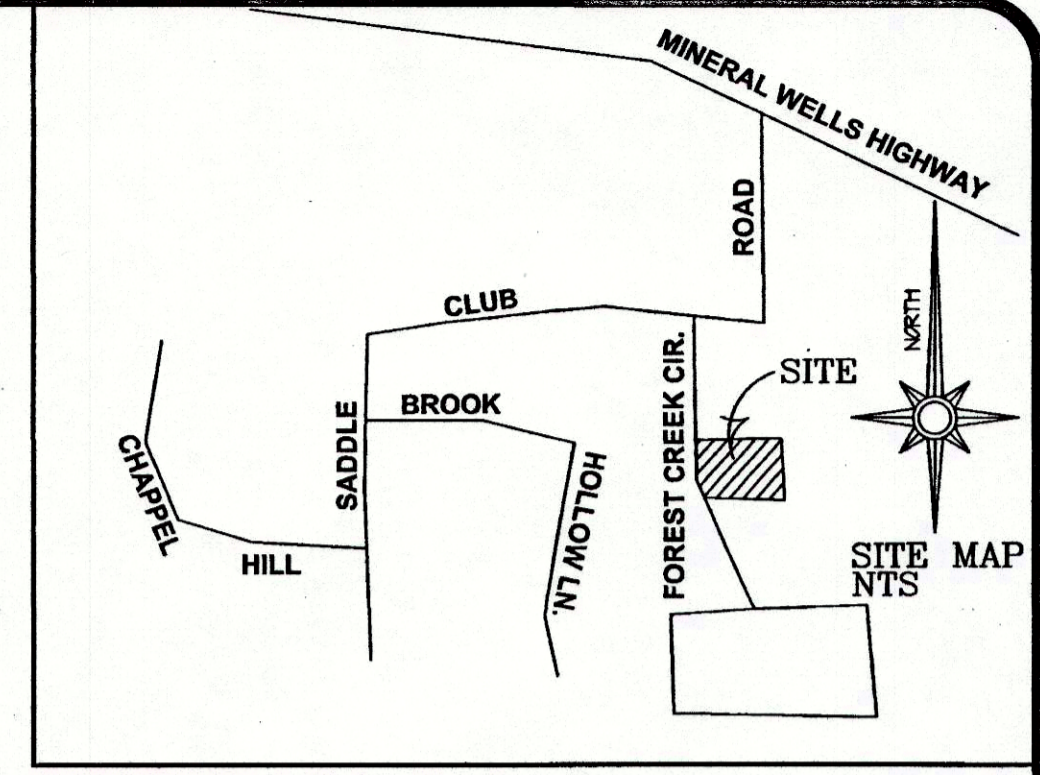 MINERAL WELLS HIGHWAY
ROAD
CLUB
NORTH
FOREST CREEK CIR.
SITE
BROOK
SADDLE
CHAPPEL
HOLLOW LN.
HILL
SITE MAP
NTS